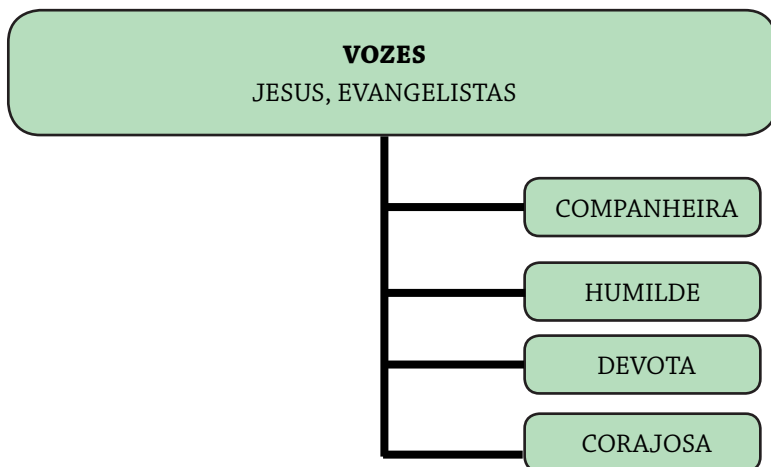 VOZES
JESUS, EVANGELISTAS
COMPANHEIRA
HUMILDE
DEVOTA
CORAJOSA